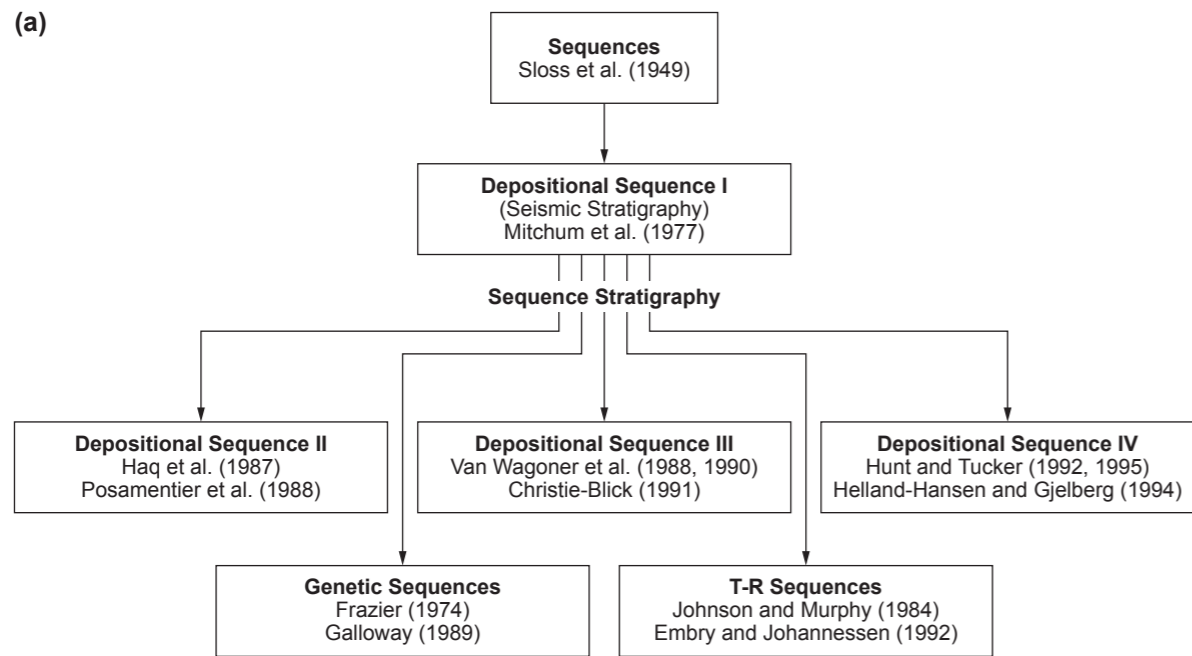 (a)
Sequences
Sloss et al. (1949)
Depositional Sequence I
(Seismic Stratigraphy)
Mitchum et al. (1977)
Sequence Stratigraphy
Depositional Sequence II
Haq et al. (1987)
Posamentier et al. (1988)
Depositional Sequence III
Van Wagoner et al. (1988, 1990)
Christie-Blick (1991)
Depositional Sequence IV
Hunt and Tucker (1992, 1995)
Helland-Hansen and Gjelberg (1994)
Genetic Sequences
Frazier (1974)
Galloway (1989)
T-R Sequences
Johnson and Murphy (1984)
Embry and Johannessen (1992)